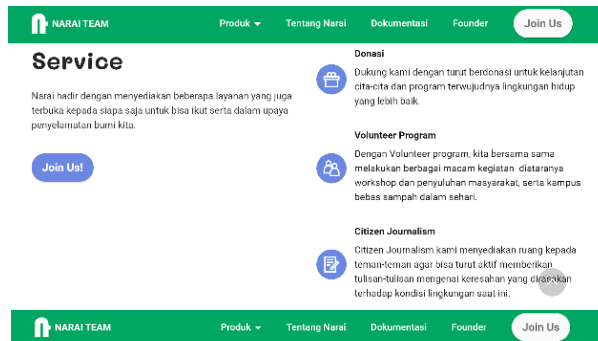 NARAI TEAM
Produk
Tentang Narai
Dokumentasi
Founder
Join Us
Service
Narai hadir dengan menyediakan beberapa layanan yang juga
terbuka kepada siapa saja untuk bisa ikut serta dalam upaya
penyelamatan bumi kita.
Join Us!
Donasi
Dukung kami dengan turut berdonasi untuk kelanjutan
cita-cita dan program terwujudnya lingkungan hidup
yang lebih baik.
Volunteer Program
Dengan Volunteer program, kita bersama sama
melakukan berbagai macam kegiatan diataranya
workshop dan penyuluhan masyarakat, serta kampus
bebas sampah dalam sehari.
Citizen Journalism
Citizen Journalism kami menyediakan ruang kepada
teman-teman agar bisa turut aktif memberikan
tulisan-tulisan mengenai keresahan yang dirasakan
terhadap kondisi lingkungan saat ini.
NARAI TEAM
Produk
Tentang Narai
Dokumentasi
Founder
Join Us